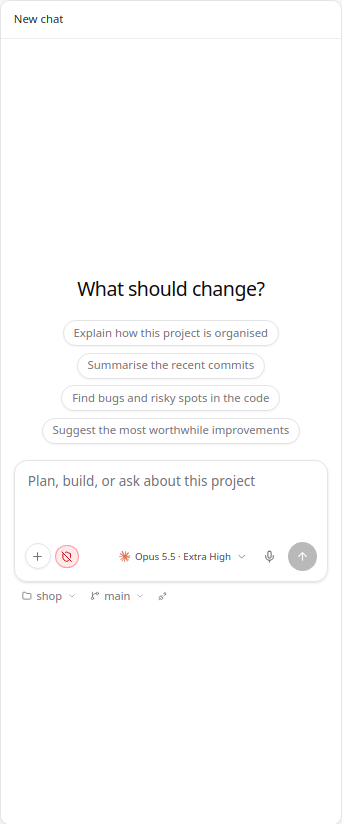 New chat
What should change?
Explain how this project is organised
Summarise the recent commits
Find bugs and risky spots in the code
Suggest the most worthwhile improvements
Plan, build, or ask about this project
Opus 5.5 · Extra High
shop main